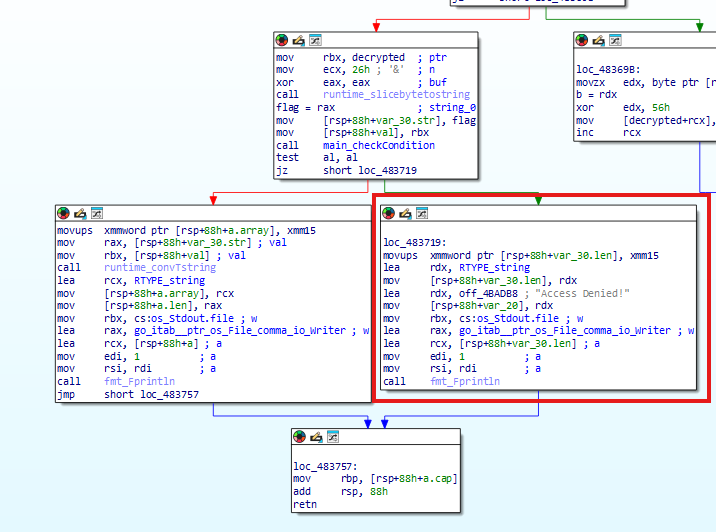 loc_48369B:
movzx edx, byte ptr [r
b = rdx
xor edx, 56h
mov [decrypted+rcx],
inc rcx
mov rbx, decrypted ; ptr
mov ecx, 26h ; '&' ; n
xor eax, eax ; buf
call runtime_slicebytetostring
flag = rax ; string_0
mov [rsp+88h+var_30.str], flag
mov [rsp+88h+val], rbx
call main_checkCondition
test al, al
jz short loc_483719
movups xmmword ptr [rsp+88h+a.array], xmm15
mov rax, [rsp+88h+var_30.str] ; val
mov rbx, [rsp+88h+val] ; val
call runtime_convTstring
lea rcx, RTYPE_string
mov [rsp+88h+a.array], rcx
mov [rsp+88h+a.len], rax
mov rbx, cs:os_Stdout.file ; w
lea rax, go_itab__ptr_os_File_comma_io_Writer ; w
lea rcx, [rsp+88h+a] ; a
mov edi, 1 ; a
mov rsi, rdi ; a
call fmt_Fprintln
jmp short loc_483757
loc_483719:
movups xmmword ptr [rsp+88h+var_30.len], xmm15
lea rdx, RTYPE_string
mov [rsp+88h+var_30.len], rdx
lea rdx, off_4BADB8 ; "Access Denied!"
mov [rsp+88h+var_20], rdx
mov rbx, cs:os_Stdout.file ; w
lea rax, go_itab__ptr_os_File_comma_io_Writer ; w
lea rcx, [rsp+88h+var_30.len] ; a
mov edi, 1 ; a
mov rsi, rdi ; a
call fmt_Fprintln
loc_483757:
mov rbp, [rsp+88h+a.cap]
add rsp, 88h
retn